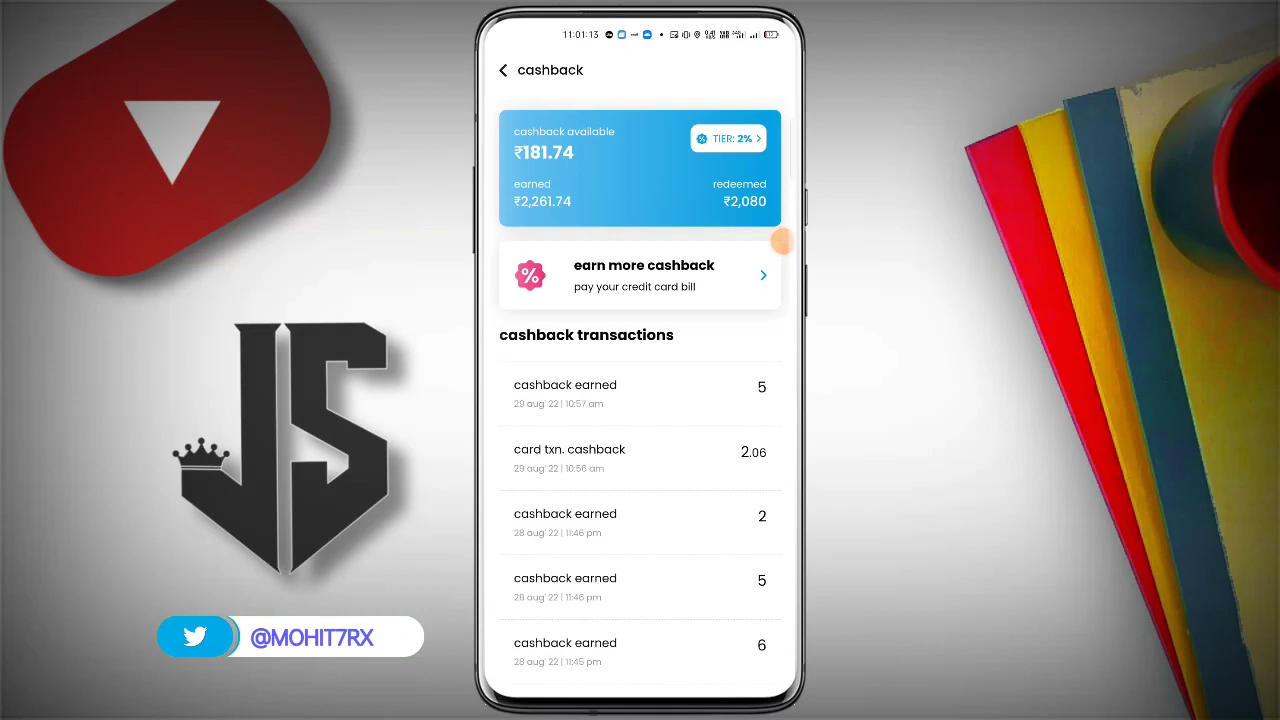 11:01:13
cashback
cashback available
TIER: 2%
₹181.74
earned
redeemed
₹2,261.74
₹2,080
%
earn more cashback
pay your credit card bill
cashback transactions
cashback earned
5
29 aug' 22 | 10:57 am
card txn. cashback
2.06
29 aug' 22 | 10:56 am
cashback earned
2
28 aug' 22 | 11:46 pm
cashback earned
5
28 aug' 22 | 11:46 pm
cashback earned
6
28 aug' 22 | 11:45 pm
JS
@MOHIT7RX